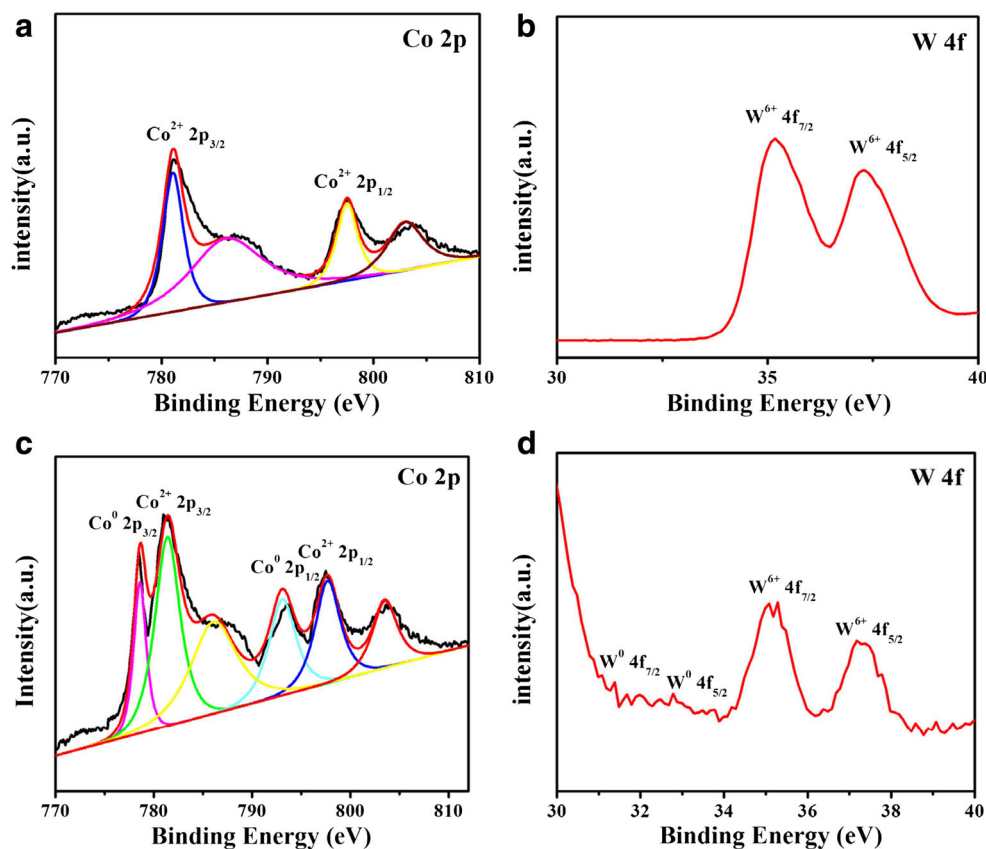 a
Co 2p
Co²⁺ 2p₃/₂
Co²⁺ 2p₁/₂
intensity(a.u.)
770 780 790 800 810
Binding Energy (eV)
b
W 4f
W⁶⁺ 4f₇/₂
W⁶⁺ 4f₅/₂
intensity(a.u.)
30 35 40
Binding Energy (eV)
c
Co 2p
Co⁰ 2p₃/₂
Co²⁺ 2p₃/₂
Co⁰ 2p₁/₂
Co²⁺ 2p₁/₂
Intensity(a.u.)
770 780 790 800 810
Binding Energy (eV)
d
W 4f
W⁰ 4f₇/₂
W⁰ 4f₅/₂
W⁶⁺ 4f₇/₂
W⁶⁺ 4f₅/₂
intensity(a.u.)
30 32 34 36 38 40
Binding Energy (eV)